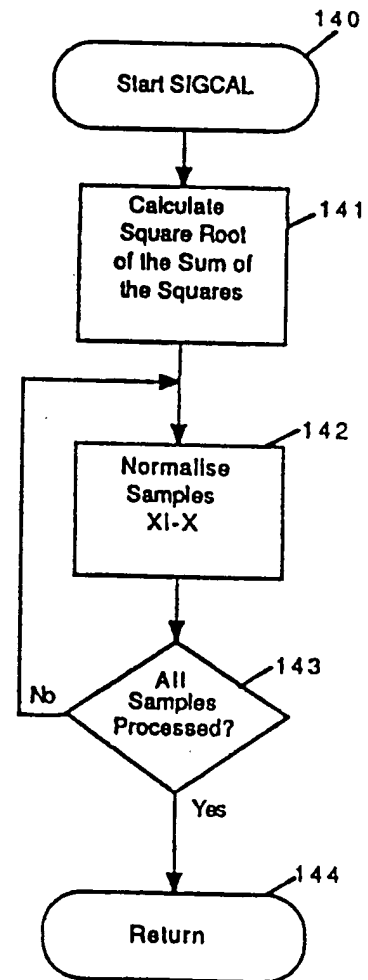 140
Start SIGCAL
Calculate
Square Root
of the Sum of
the Squares
141
142
Normalise
Samples
XI-X
143
All
Samples
Processed?
No
Yes
144
Return